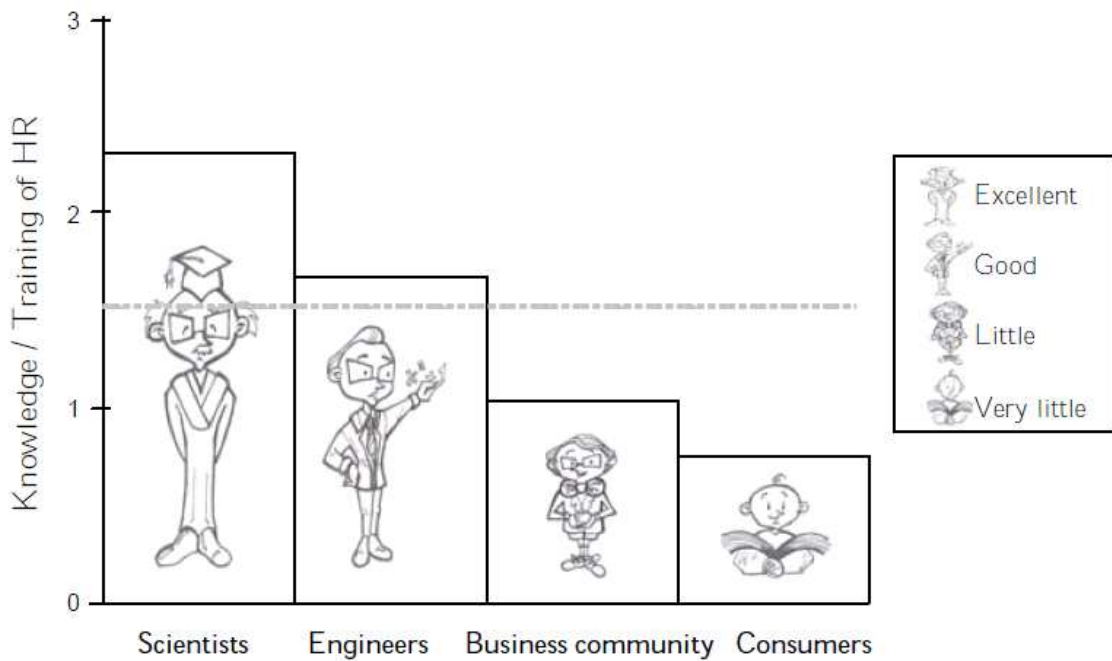 3
2
1
0
Knowledge / Training of HR
Scientists
Engineers
Business community
Consumers
Excellent
Good
Little
Very little